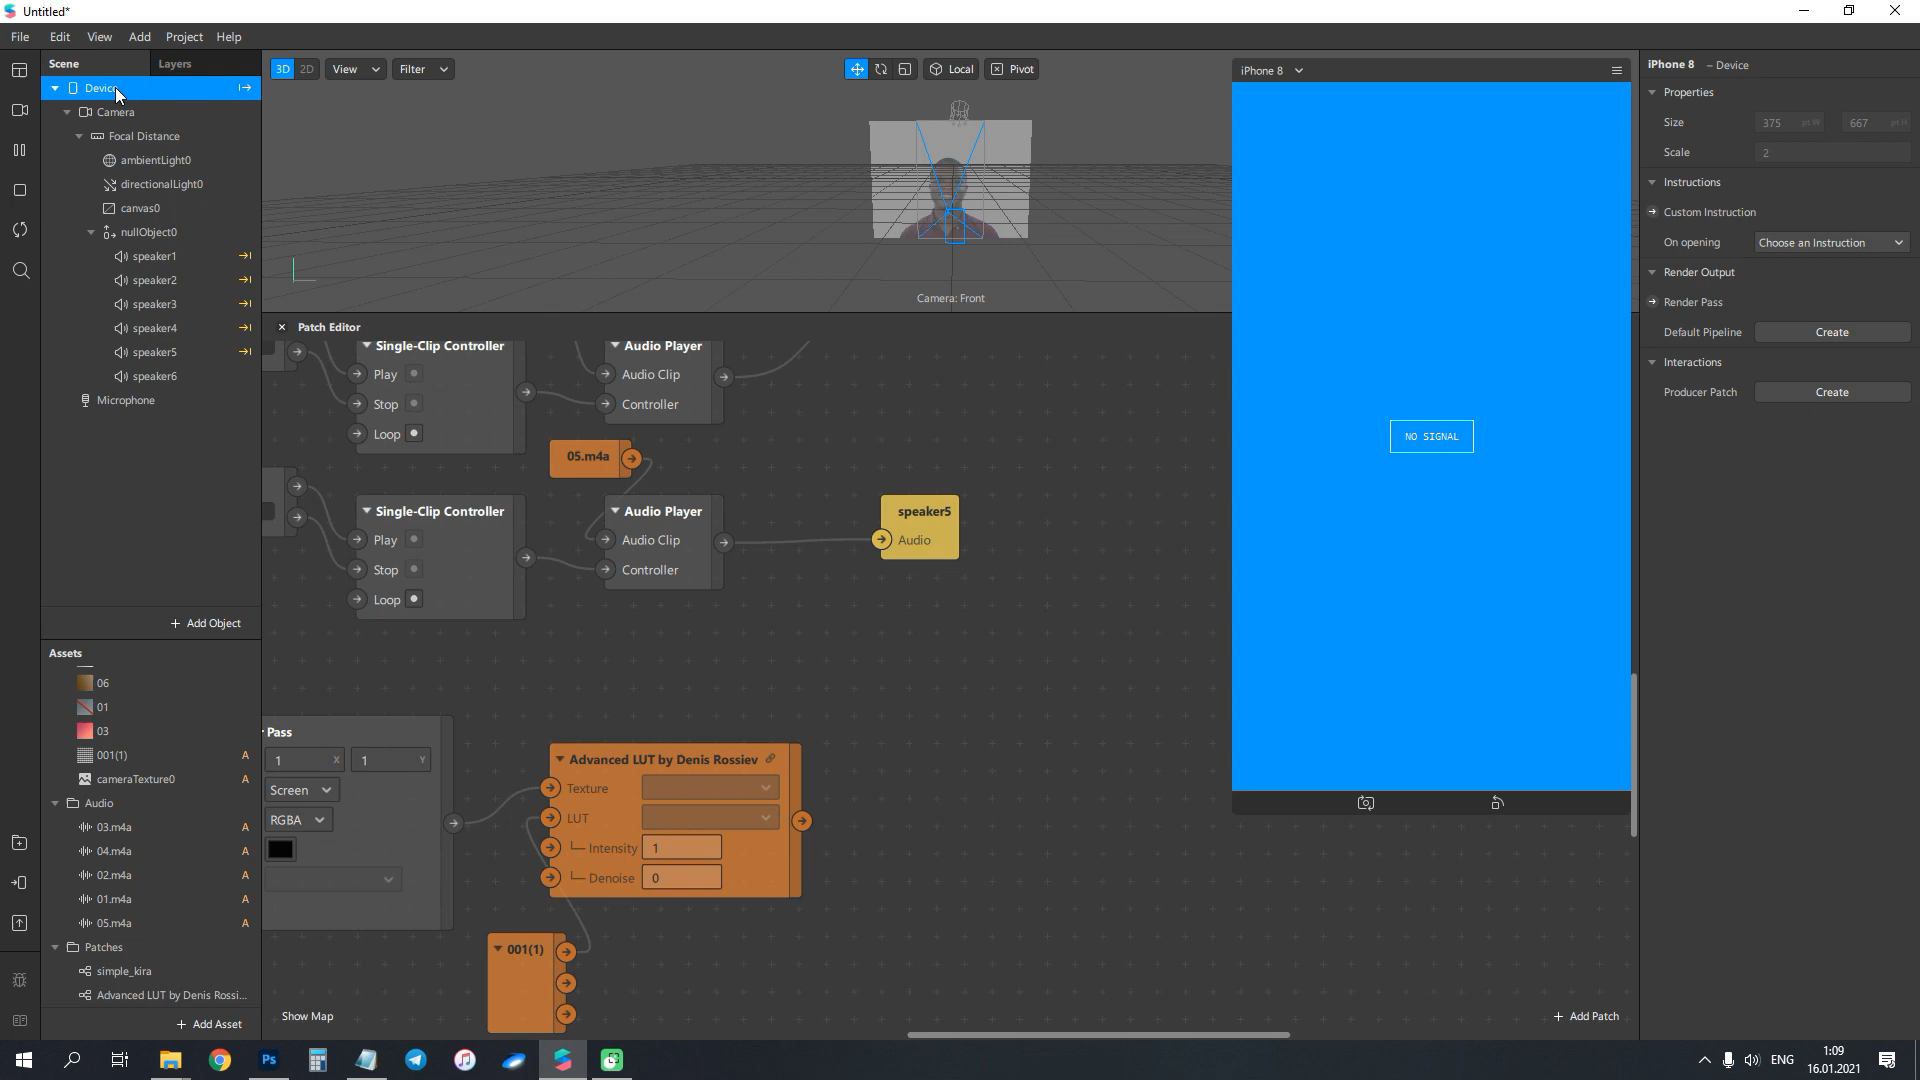 Untitled*
File Edit View Add Project Help
Scene Layers
Device
Camera
Focal Distance
ambientLight0
directionalLight0
canvas0
nullObject0
speaker1
speaker2
speaker3
speaker4
speaker5
speaker6
Microphone
+ Add Object
Assets
06
01
03
001(1) A
cameraTexture0 A
Audio
03.m4a A
04.m4a A
02.m4a A
01.m4a A
05.m4a A
Patches
simple_kira
Advanced LUT by Denis Rossi...
+ Add Asset
3D 2D View Filter
Local Pivot
Camera: Front
Patch Editor
Single-Clip Controller
Play
Stop
Loop
Audio Player
Audio Clip
Controller
05.m4a
Single-Clip Controller
Play
Stop
Loop
Audio Player
Audio Clip
Controller
speaker5
Audio
Pass
1 X 1 Y
Screen
RGBA
Advanced LUT by Denis Rossiev
Texture
LUT
Intensity 1
Denoise 0
001(1)
Show Map
+ Add Patch
iPhone 8
NO SIGNAL
iPhone 8 – Device
Properties
Size 375 pt W 667 pt H
Scale 2
Instructions
Custom Instruction
On opening Choose an Instruction
Render Output
Render Pass
Default Pipeline Create
Interactions
Producer Patch Create
Ps
ENG
1:09
16.01.2021